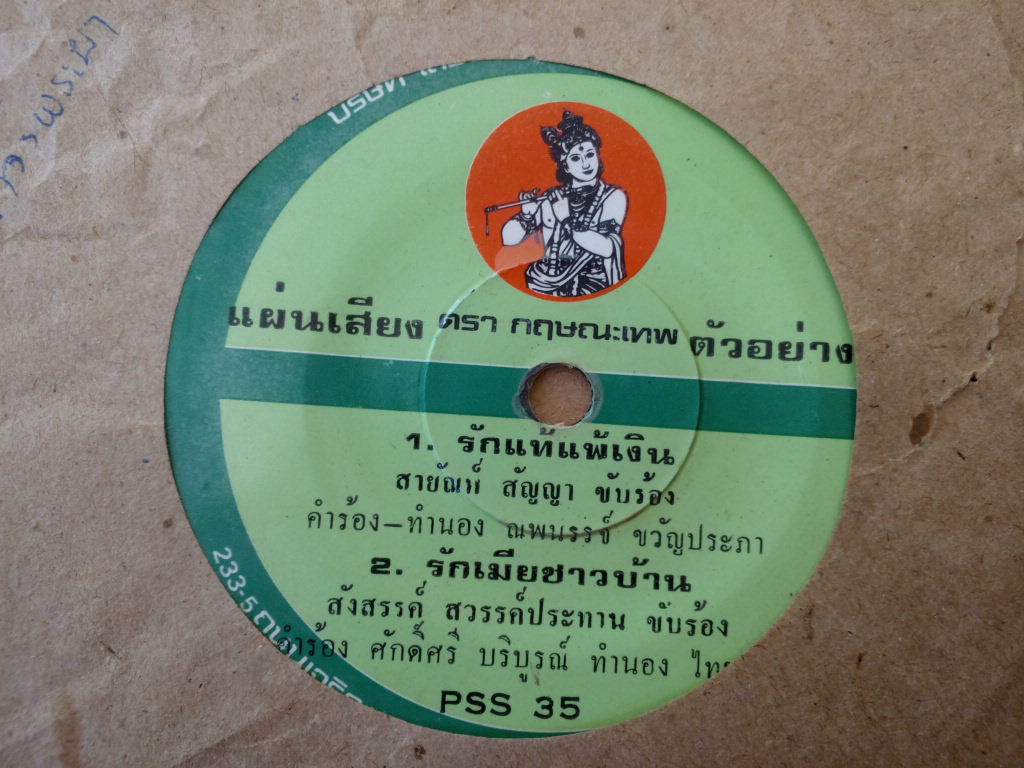 บริษัท
แผ่นเสียง ตรา กฤษณะเทพ ตัวอย่าง
1. รักแท้แพ้เงิน
สายัณห์ สัญญา ขับร้อง
คำร้อง–ทำนอง ณพนรรจ์ ขวัญประภา
2. รักเมียชาวบ้าน
สังสรรค์ สวรรค์ประทาน ขับร้อง
คำร้อง ศักดิ์ศรี บริบูรณ์ ทำนอง
233-5
PSS 35